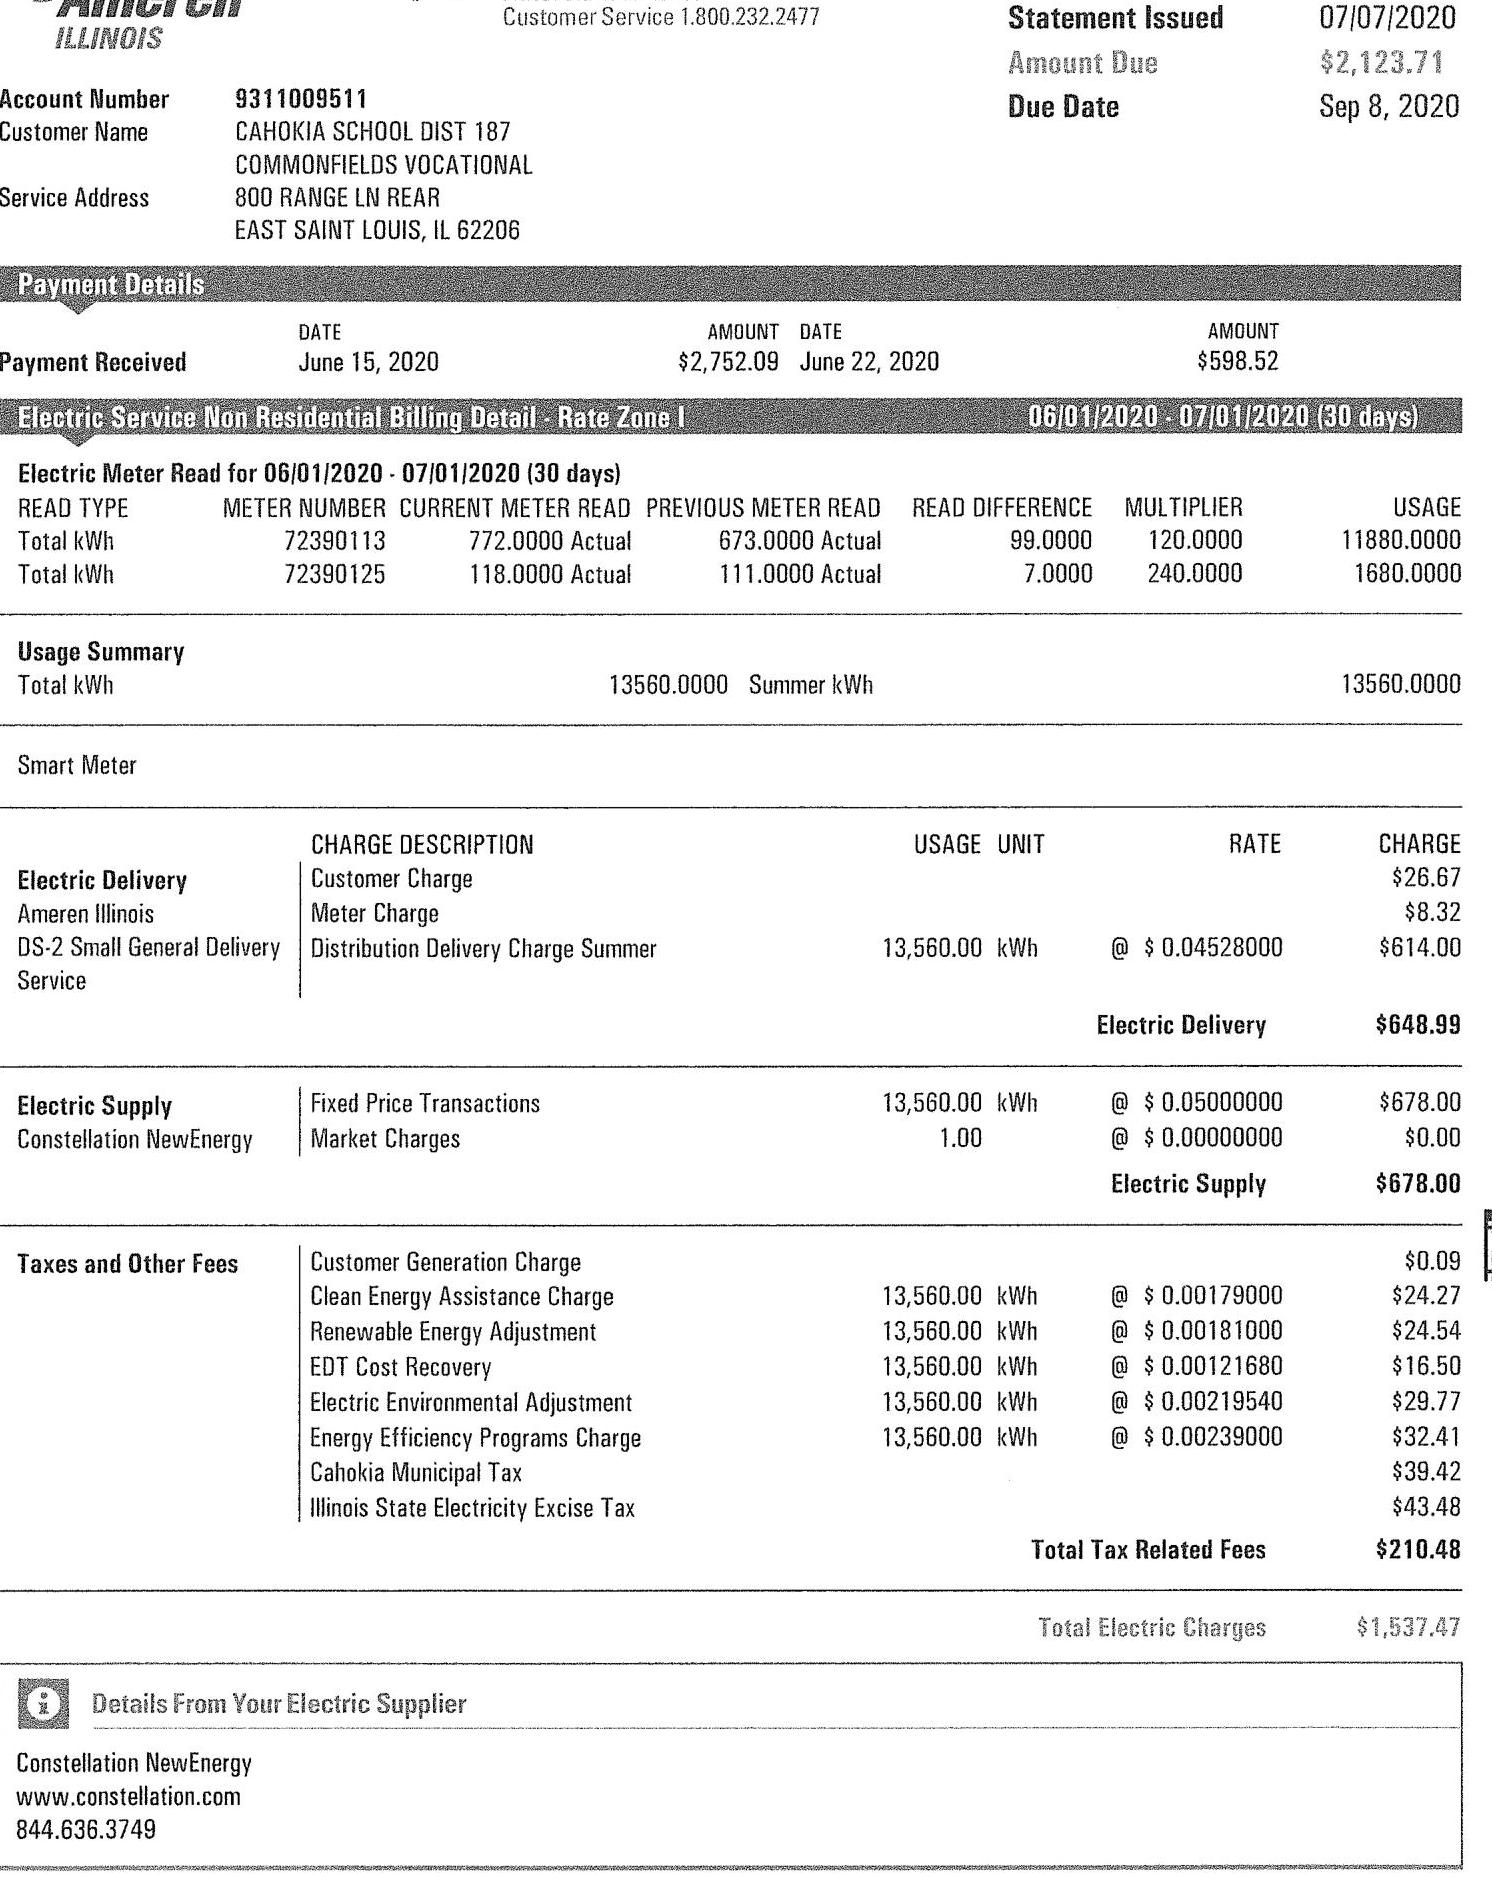 Ameren
ILLINOIS
Customer Service 1.800.232.2477
Statement Issued 07/07/2020
Amount Due $2,123.71
Due Date Sep 8, 2020
Account Number 9311009511
Customer Name CAHOKIA SCHOOL DIST 187
COMMONFIELDS VOCATIONAL
Service Address 800 RANGE LN REAR
EAST SAINT LOUIS, IL 62206
Payment Details
DATE AMOUNT DATE AMOUNT
Payment Received June 15, 2020 $2,752.09 June 22, 2020 $598.52
Electric Service Non Residential Billing Detail - Rate Zone I 06/01/2020 - 07/01/2020 (30 days)
Electric Meter Read for 06/01/2020 - 07/01/2020 (30 days)
READ TYPE METER NUMBER CURRENT METER READ PREVIOUS METER READ READ DIFFERENCE MULTIPLIER USAGE
Total kWh 72390113 772.0000 Actual 673.0000 Actual 99.0000 120.0000 11880.0000
Total kWh 72390125 118.0000 Actual 111.0000 Actual 7.0000 240.0000 1680.0000
Usage Summary
Total kWh 13560.0000 Summer kWh 13560.0000
Smart Meter
CHARGE DESCRIPTION USAGE UNIT RATE CHARGE
Electric Delivery Customer Charge $26.67
Ameren Illinois Meter Charge $8.32
DS-2 Small General Delivery Distribution Delivery Charge Summer 13,560.00 kWh @ $ 0.04528000 $614.00
Service
Electric Delivery $648.99
Electric Supply Fixed Price Transactions 13,560.00 kWh @ $ 0.05000000 $678.00
Constellation NewEnergy Market Charges 1.00 @ $ 0.00000000 $0.00
Electric Supply $678.00
Taxes and Other Fees Customer Generation Charge $0.09
Clean Energy Assistance Charge 13,560.00 kWh @ $ 0.00179000 $24.27
Renewable Energy Adjustment 13,560.00 kWh @ $ 0.00181000 $24.54
EDT Cost Recovery 13,560.00 kWh @ $ 0.00121680 $16.50
Electric Environmental Adjustment 13,560.00 kWh @ $ 0.00219540 $29.77
Energy Efficiency Programs Charge 13,560.00 kWh @ $ 0.00239000 $32.41
Cahokia Municipal Tax $39.42
Illinois State Electricity Excise Tax $43.48
Total Tax Related Fees $210.48
Total Electric Charges $1,537.47
Details From Your Electric Supplier
Constellation NewEnergy
www.constellation.com
844.636.3749